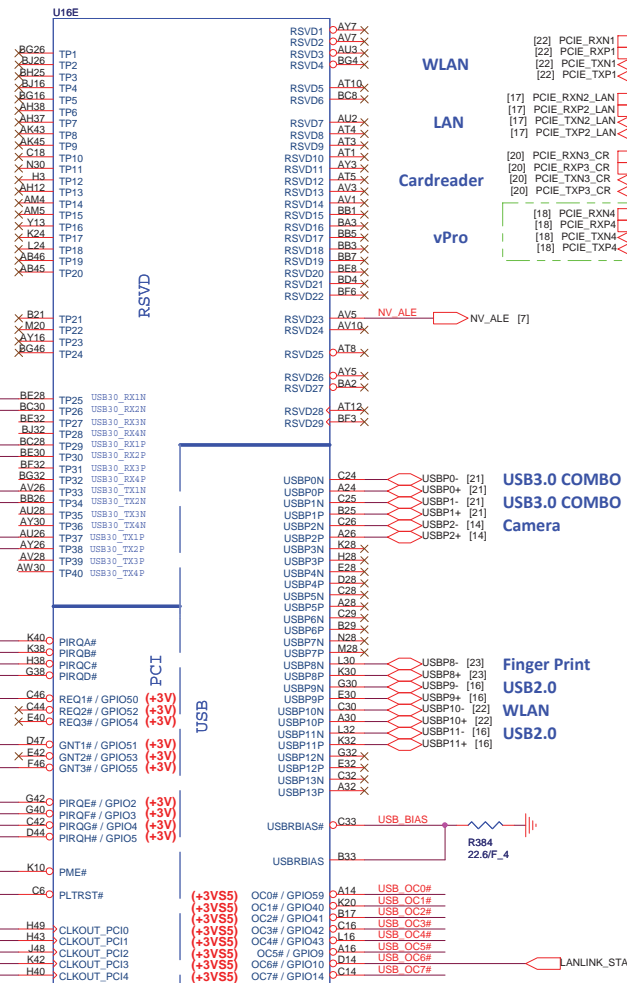 U16E
BG26 TP1
BJ26 TP2
BH25 TP3
BJ16 TP4
BG16 TP5
AH38 TP6
AH37 TP7
AK43 TP8
AK45 TP9
C18 TP10
N30 TP11
H3 TP12
AH12 TP13
AM4 TP14
AM5 TP15
Y13 TP16
K24 TP17
L24 TP18
AB46 TP19
AB45 TP20
B21 TP21
M20 TP22
AY16 TP23
BG46 TP24
RSVD
BE28 TP25 USB30_RX1N
BC30 TP26 USB30_RX2N
BE32 TP27 USB30_RX3N
BJ32 TP28 USB30_RX4N
BC28 TP29 USB30_RX1P
BE30 TP30 USB30_RX2P
BF32 TP31 USB30_RX3P
BG32 TP32 USB30_RX4P
AV26 TP33 USB30_TX1N
BB26 TP34 USB30_TX2N
AU28 TP35 USB30_TX3N
AY30 TP36 USB30_TX4N
AU26 TP37 USB30_TX1P
AY26 TP38 USB30_TX2P
AV28 TP39 USB30_TX3P
AW30 TP40 USB30_TX4P
K40 PIRQA#
K38 PIRQB#
H38 PIRQC#
G38 PIRQD#
PCI
C46 REQ1# / GPIO50 (+3V)
C44 REQ2# / GPIO52 (+3V)
E40 REQ3# / GPIO54 (+3V)
USB
D47 GNT1# / GPIO51 (+3V)
E42 GNT2# / GPIO53 (+3V)
F46 GNT3# / GPIO55 (+3V)
G42 PIRQE# / GPIO2 (+3V)
G40 PIRQF# / GPIO3 (+3V)
C42 PIRQG# / GPIO4 (+3V)
D44 PIRQH# / GPIO5 (+3V)
K10 PME#
C6 PLTRST#
H49 CLKOUT_PCI0
H43 CLKOUT_PCI1
J48 CLKOUT_PCI2
K42 CLKOUT_PCI3
H40 CLKOUT_PCI4
RSVD1 AY7
RSVD2 AV7
RSVD3 AU3
RSVD4 BG4
RSVD5 AT10
RSVD6 BC8
RSVD7 AU2
RSVD8 AT4
RSVD9 AT3
RSVD10 AT1
RSVD11 AY3
RSVD12 AT5
RSVD13 AV3
RSVD14 AV1
RSVD15 BB1
RSVD16 BA3
RSVD17 BB5
RSVD18 BB3
RSVD19 BB7
RSVD20 BE8
RSVD21 BD4
RSVD22 BF6
RSVD23 AV5 NV_ALE NV_ALE [7]
RSVD24 AV10
RSVD25 AT8
RSVD26 AY5
RSVD27 BA2
RSVD28 AT12
RSVD29 BF3
USBP0N C24 USBP0- [21] USB3.0 COMBO
USBP0P A24 USBP0+ [21]
USBP1N C25 USBP1- [21] USB3.0 COMBO
USBP1P B25 USBP1+ [21]
USBP2N C26 USBP2- [14] Camera
USBP2P A26 USBP2+ [14]
USBP3N K28
USBP3P H28
USBP4N E28
USBP4P D28
USBP5N C28
USBP5P A28
USBP6N C29
USBP6P B29
USBP7N N28
USBP7P M28
USBP8N L30 USBP8- [23] Finger Print
USBP8P K30 USBP8+ [23]
USBP9N G30 USBP9- [16] USB2.0
USBP9P E30 USBP9+ [16]
USBP10N C30 USBP10- [22] WLAN
USBP10P A30 USBP10+ [22]
USBP11N L32 USBP11- [16] USB2.0
USBP11P K32 USBP11+ [16]
USBP12N G32
USBP12P E32
USBP13N C32
USBP13P A32
USBRBIAS# C33 USB_BIAS
R384
22.6/F_4
USBRBIAS B33
(+3VS5) OC0# / GPIO59 A14 USB_OC0#
(+3VS5) OC1# / GPIO40 K20 USB_OC1#
(+3VS5) OC2# / GPIO41 B17 USB_OC2#
(+3VS5) OC3# / GPIO42 C16 USB_OC3#
(+3VS5) OC4# / GPIO43 L16 USB_OC4#
(+3VS5) OC5# / GPIO9 A16 USB_OC5#
(+3VS5) OC6# / GPIO10 D14 USB_OC6# LANLINK_STA
(+3VS5) OC7# / GPIO14 C14 USB_OC7#
WLAN
[22] PCIE_RXN1
[22] PCIE_RXP1
[22] PCIE_TXN1
[22] PCIE_TXP1
LAN
[17] PCIE_RXN2_LAN
[17] PCIE_RXP2_LAN
[17] PCIE_TXN2_LAN
[17] PCIE_TXP2_LAN
Cardreader
[20] PCIE_RXN3_CR
[20] PCIE_RXP3_CR
[20] PCIE_TXN3_CR
[20] PCIE_TXP3_CR
vPro
[18] PCIE_RXN4
[18] PCIE_RXP4
[18] PCIE_TXN4
[18] PCIE_TXP4